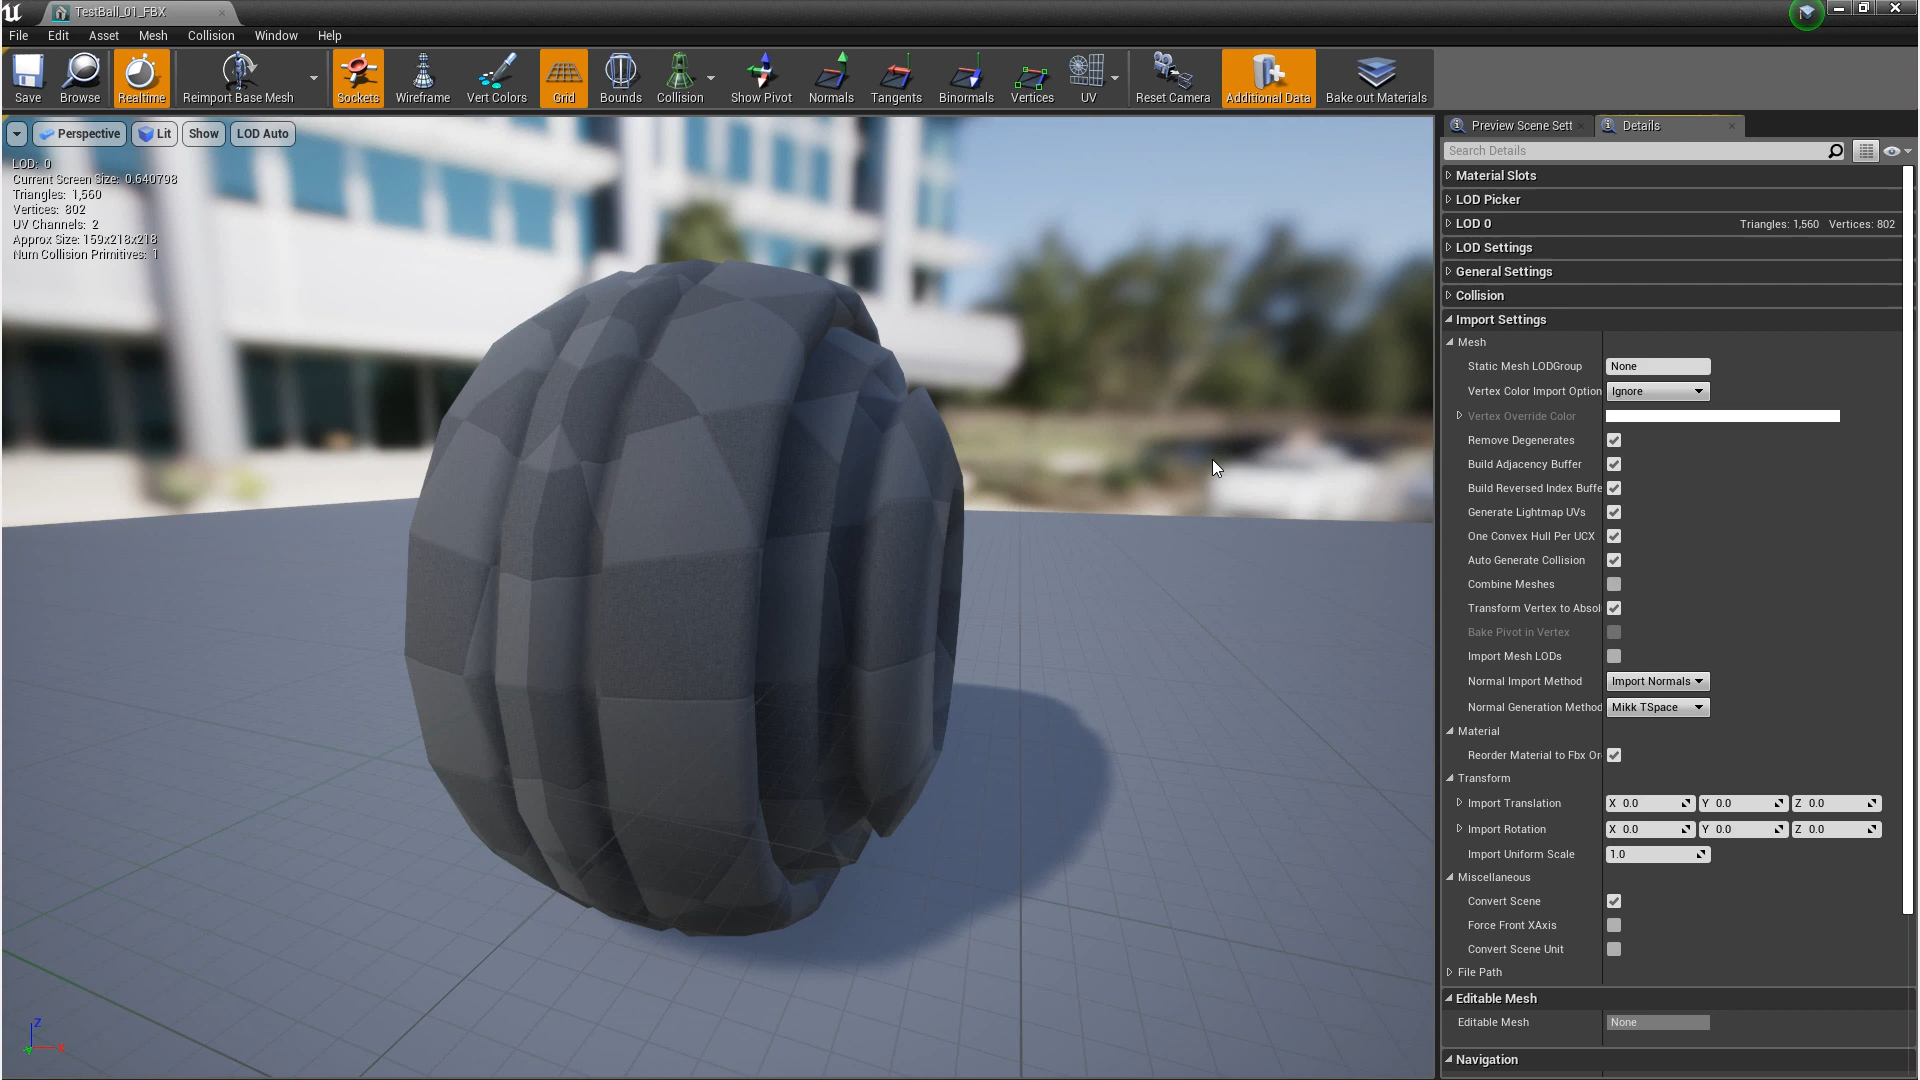 TestBall_01_FBX
File Edit Asset Mesh Collision Window Help
Save Browse Realtime Reimport Base Mesh Sockets Wireframe Vert Colors Grid Bounds Collision Show Pivot Normals Tangents Binormals Vertices UV Reset Camera Additional Data Bake out Materials
Perspective Lit Show LOD Auto
LOD: 0
Current Screen Size: 0.640798
Triangles: 1,560
Vertices: 802
UV Channels: 2
Approx Size: 159x218x218
Num Collision Primitives: 1
Z
X
Preview Scene Sett Details
Search Details
Material Slots
LOD Picker
LOD 0 Triangles: 1,560 Vertices: 802
LOD Settings
General Settings
Collision
Import Settings
Mesh
Static Mesh LODGroup None
Vertex Color Import Option Ignore
Vertex Override Color
Remove Degenerates
Build Adjacency Buffer
Build Reversed Index Buffe
Generate Lightmap UVs
One Convex Hull Per UCX
Auto Generate Collision
Combine Meshes
Transform Vertex to Absol
Bake Pivot in Vertex
Import Mesh LODs
Normal Import Method Import Normals
Normal Generation Method Mikk TSpace
Material
Reorder Material to Fbx Or
Transform
Import Translation X 0.0 Y 0.0 Z 0.0
Import Rotation X 0.0 Y 0.0 Z 0.0
Import Uniform Scale 1.0
Miscellaneous
Convert Scene
Force Front XAxis
Convert Scene Unit
File Path
Editable Mesh
Editable Mesh None
Navigation